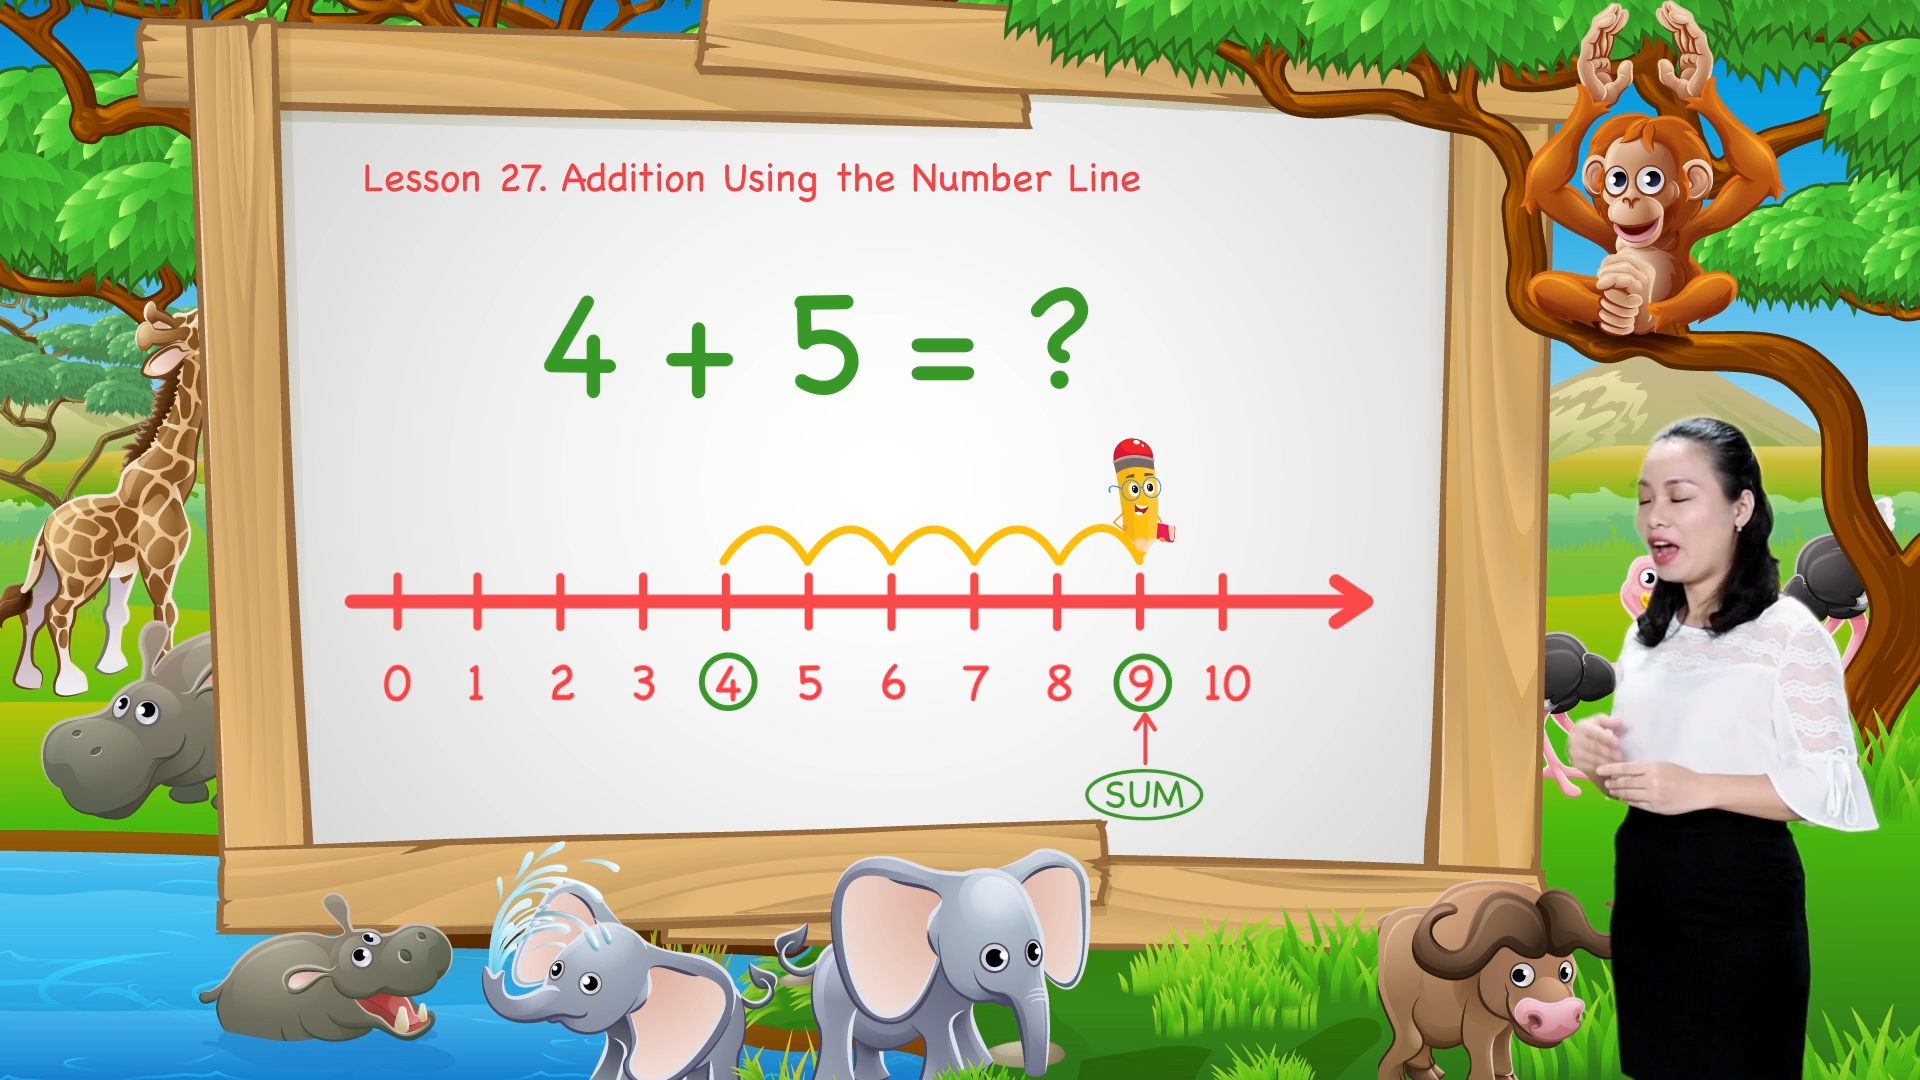 Lesson 27. Addition Using the Number Line
4 + 5 = ?
0 1 2 3 4 5 6 7 8 9 10
SUM